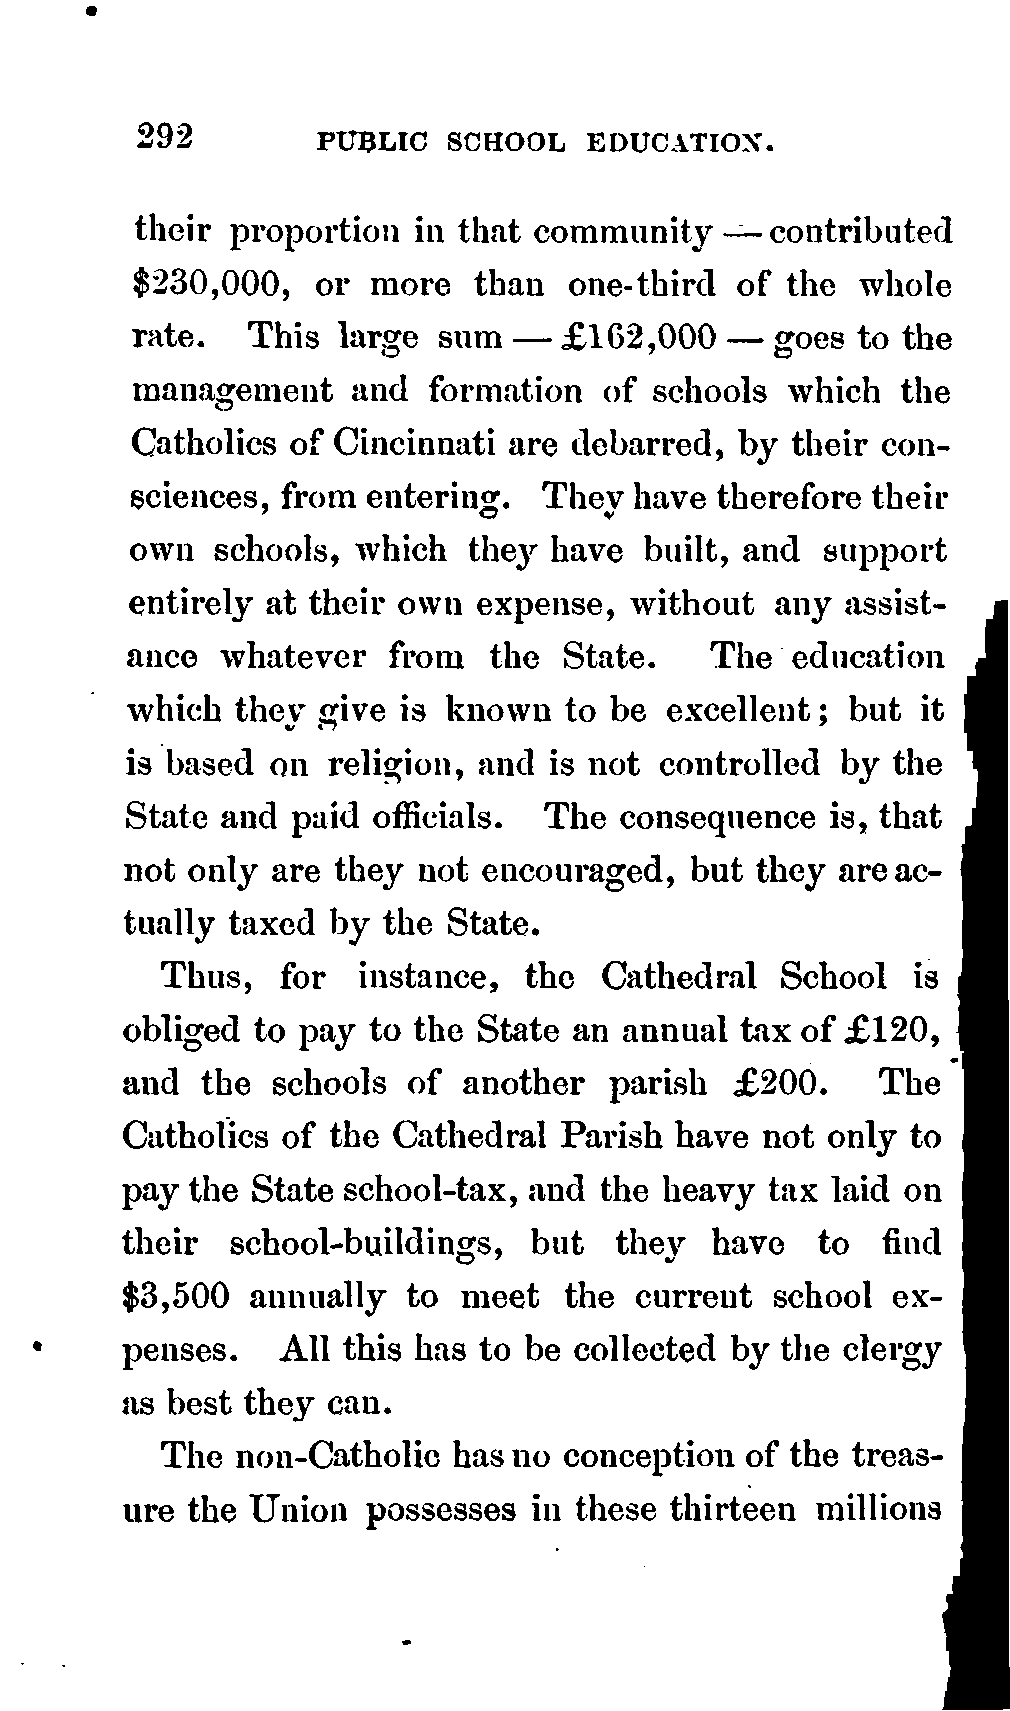 292 PUBLIC SCHOOL EDUCATION.
their proportion in that community — contributed
$230,000, or more than one-third of the whole
rate. This large sum — £162,000 — goes to the
management and formation of schools which the
Catholics of Cincinnati are debarred, by their con-
sciences, from entering. They have therefore their
own schools, which they have built, and support
entirely at their own expense, without any assist-
ance whatever from the State. The education
which they give is known to be excellent; but it
is based on religion, and is not controlled by the
State and paid officials. The consequence is, that
not only are they not encouraged, but they are ac-
tually taxed by the State.
Thus, for instance, the Cathedral School is
obliged to pay to the State an annual tax of £120,
and the schools of another parish £200. The
Catholics of the Cathedral Parish have not only to
pay the State school-tax, and the heavy tax laid on
their school-buildings, but they have to find
$3,500 annually to meet the current school ex-
penses. All this has to be collected by the clergy
as best they can.
The non-Catholic has no conception of the treas-
ure the Union possesses in these thirteen millions